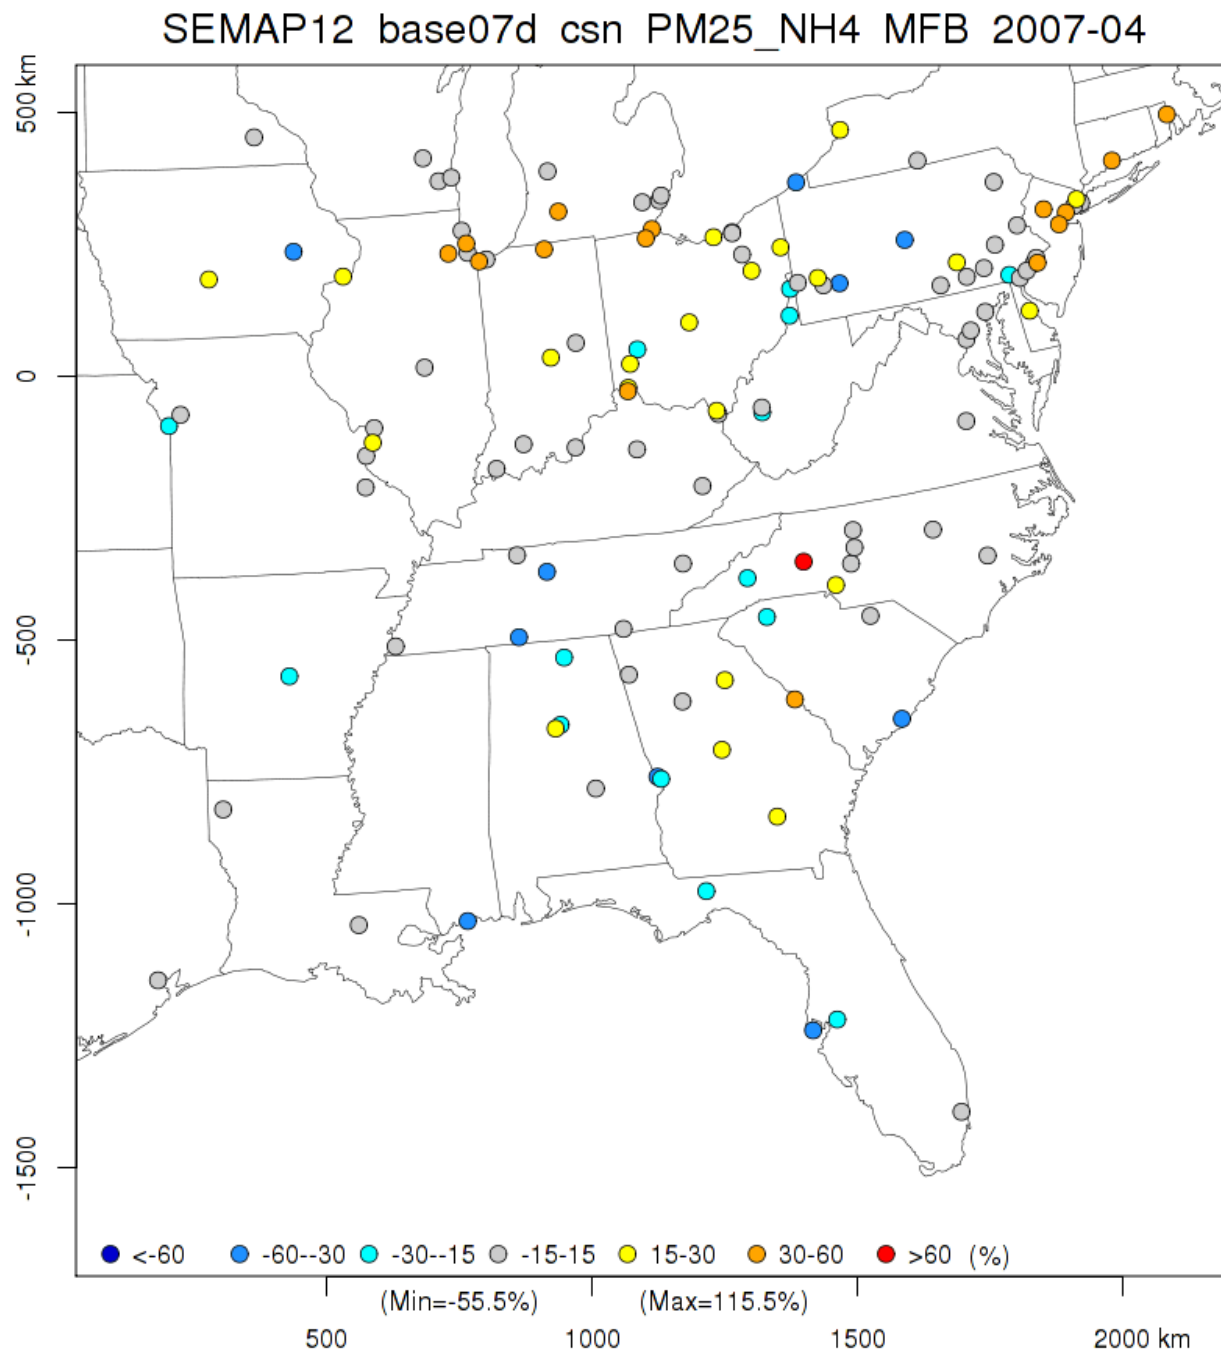 SEMAP12 base07d csn PM25_NH4 MFB 2007-04
500 km
0
-500
-1000
-1500
<-60 -60--30 -30--15 -15-15 15-30 30-60 >60 (%)
(Min=-55.5%) (Max=115.5%)
500 1000 1500 2000 km